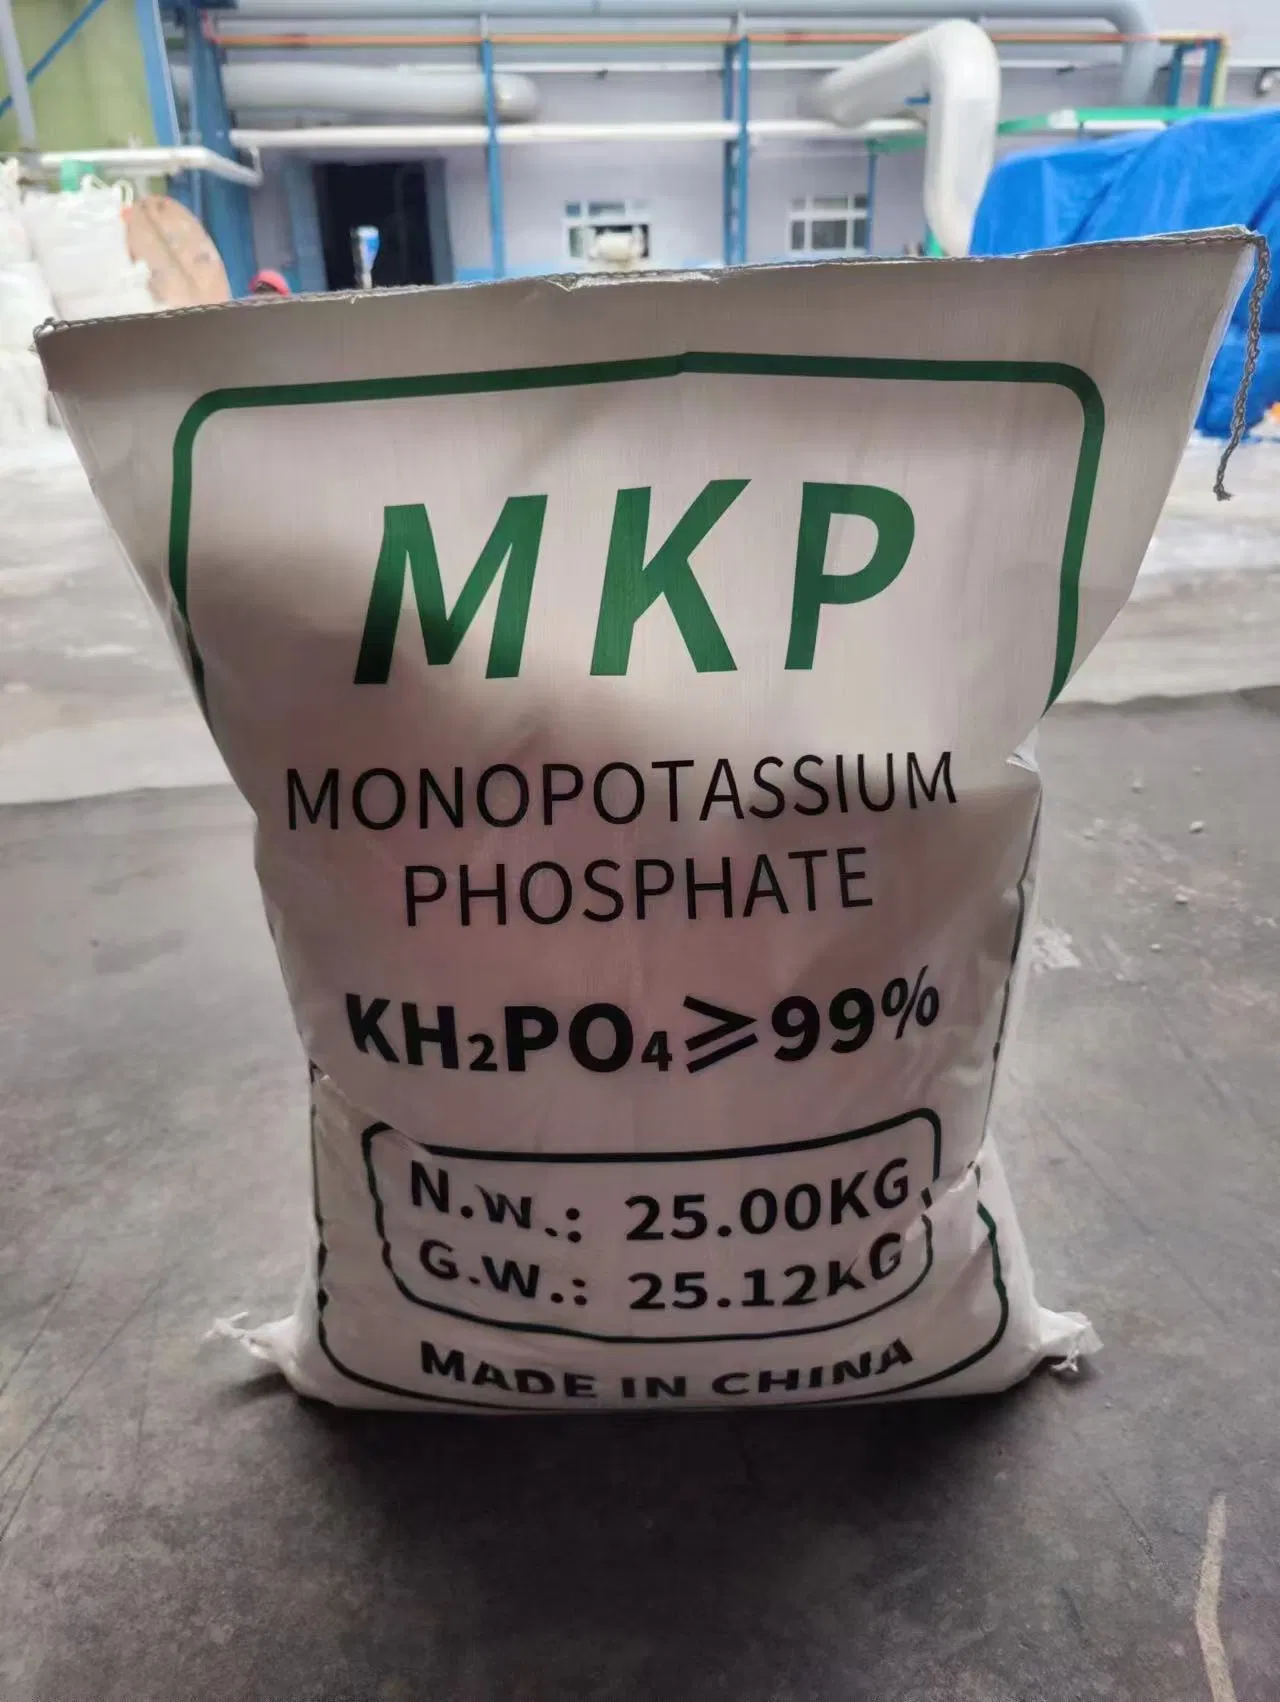 MKP
MONOPOTASSIUM
PHOSPHATE
KH₂PO₄⩾99%
N.W.: 25.00KG
G.W.: 25.12KG
MADE IN CHINA